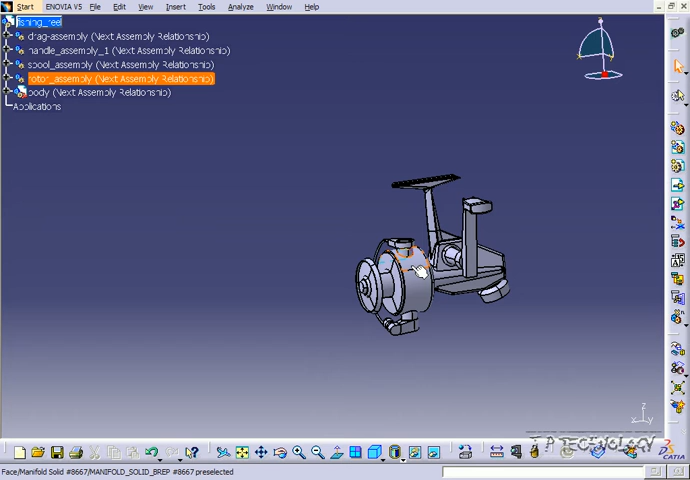 Start ENOVIA V5 File Edit View Insert Tools Analyze Window Help
fishing_reel
drag-assembly (Next Assembly Relationship)
handle_assembly_1 (Next Assembly Relationship)
spool_assembly (Next Assembly Relationship)
rotor_assembly (Next Assembly Relationship)
body (Next Assembly Relationship)
Applications
z
x y
T.P TECHNOLOGY
CATIA
Face/Manifold Solid #8667/MANIFOLD_SOLID_BREP #8667 preselected